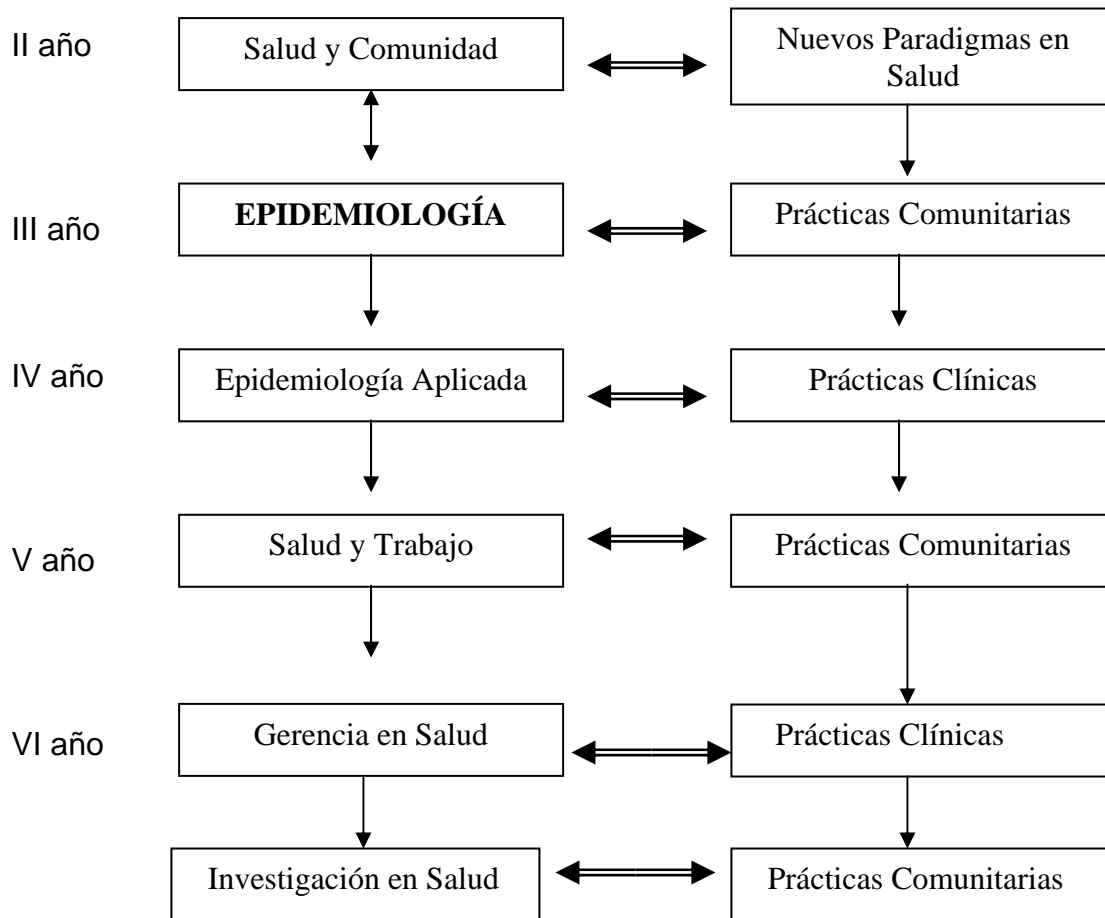 II año
Salud y Comunidad
Nuevos Paradigmas en
Salud
III año
EPIDEMIOLOGÍA
Prácticas Comunitarias
IV año
Epidemiología Aplicada
Prácticas Clínicas
V año
Salud y Trabajo
Prácticas Comunitarias
VI año
Gerencia en Salud
Prácticas Clínicas
Investigación en Salud
Prácticas Comunitarias